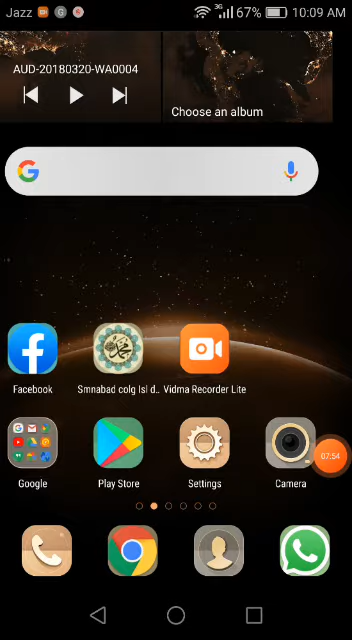 Jazz 3G 67% 10:09 AM
AUD-20180320-WA0004
Choose an album
Facebook
Smnabad colg Isl d.. Vidma Recorder Lite
07:54
Google Play Store Settings Camera